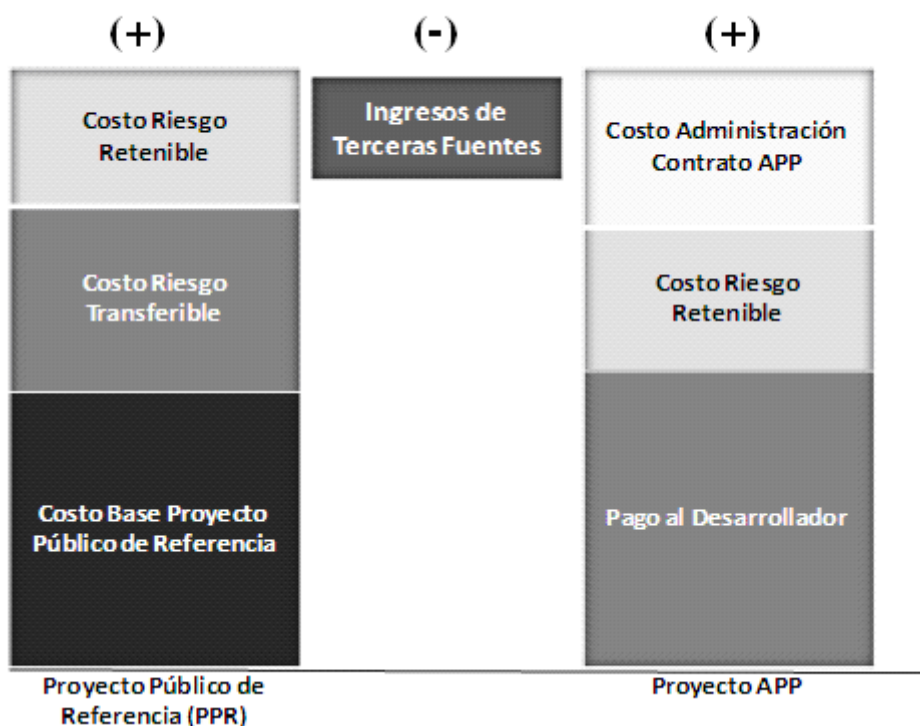 (+)
(-)
(+)
Costo Riesgo
Retenible
Costo Riesgo
Transferible
Costo Base Proyecto
Público de Referencia
Proyecto Público de
Referencia (PPR)
Ingresos de
Terceras Fuentes
Costo Administración
Contrato APP
Costo Riesgo
Retenible
Pago al Desarrollador
Proyecto APP